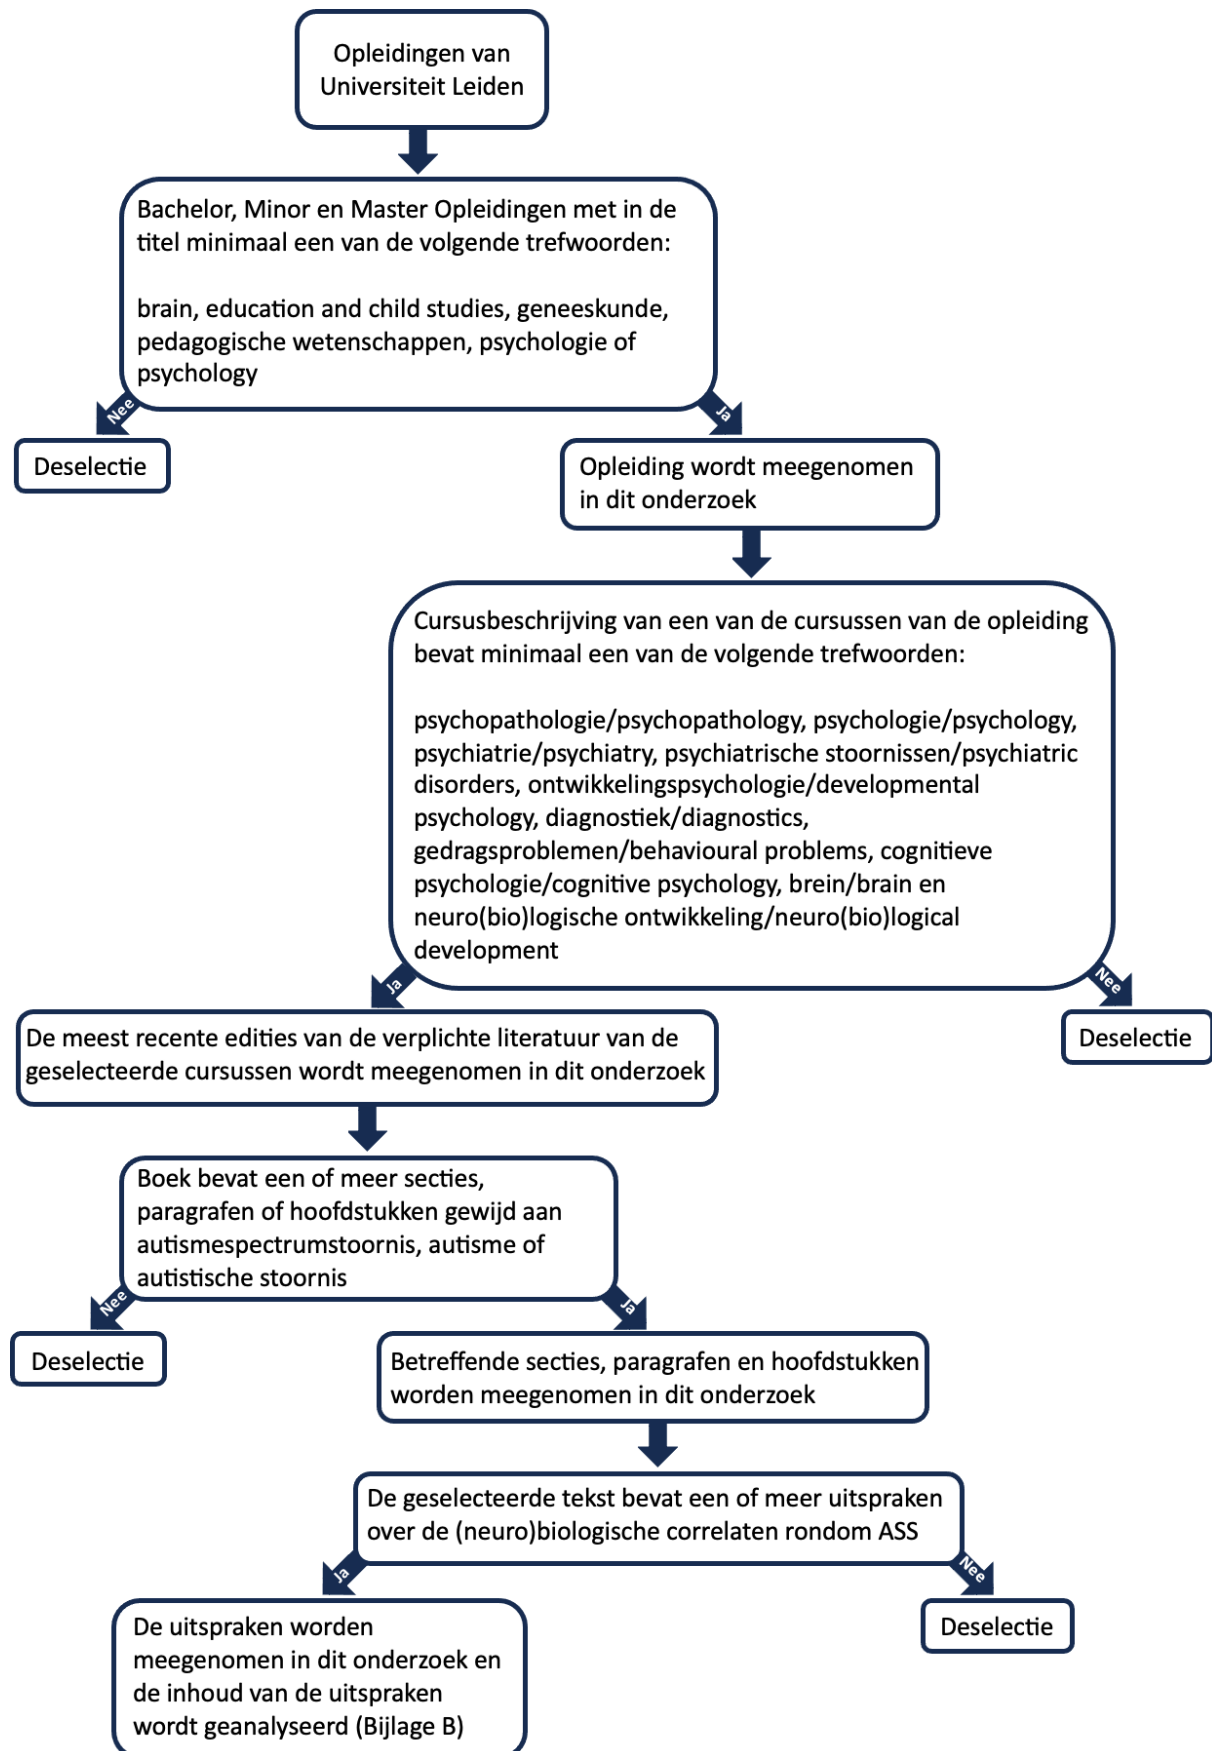 Opleidingen van
Universiteit Leiden
Bachelor, Minor en Master Opleidingen met in de
titel minimaal een van de volgende trefwoorden:
brain, education and child studies, geneeskunde,
pedagogische wetenschappen, psychologie of
psychology
Nee
Ja
Deselectie
Opleiding wordt meegenomen
in dit onderzoek
Cursusbeschrijving van een van de cursussen van de opleiding
bevat minimaal een van de volgende trefwoorden:
psychopathologie/psychopathology, psychologie/psychology,
psychiatrie/psychiatry, psychiatrische stoornissen/psychiatric
disorders, ontwikkelingspsychologie/developmental
psychology, diagnostiek/diagnostics,
gedragsproblemen/behavioural problems, cognitieve
psychologie/cognitive psychology, brein/brain en
neuro(bio)logische ontwikkeling/neuro(bio)logical
development
Ja
Nee
De meest recente edities van de verplichte literatuur van de
geselecteerde cursussen wordt meegenomen in dit onderzoek
Deselectie
Boek bevat een of meer secties,
paragrafen of hoofdstukken gewijd aan
autismespectrumstoornis, autisme of
autistische stoornis
Nee
Ja
Deselectie
Betreffende secties, paragrafen en hoofdstukken
worden meegenomen in dit onderzoek
De geselecteerde tekst bevat een of meer uitspraken
over de (neuro)biologische correlaten rondom ASS
Ja
Nee
De uitspraken worden
meegenomen in dit onderzoek en
de inhoud van de uitspraken
wordt geanalyseerd (Bijlage B)
Deselectie